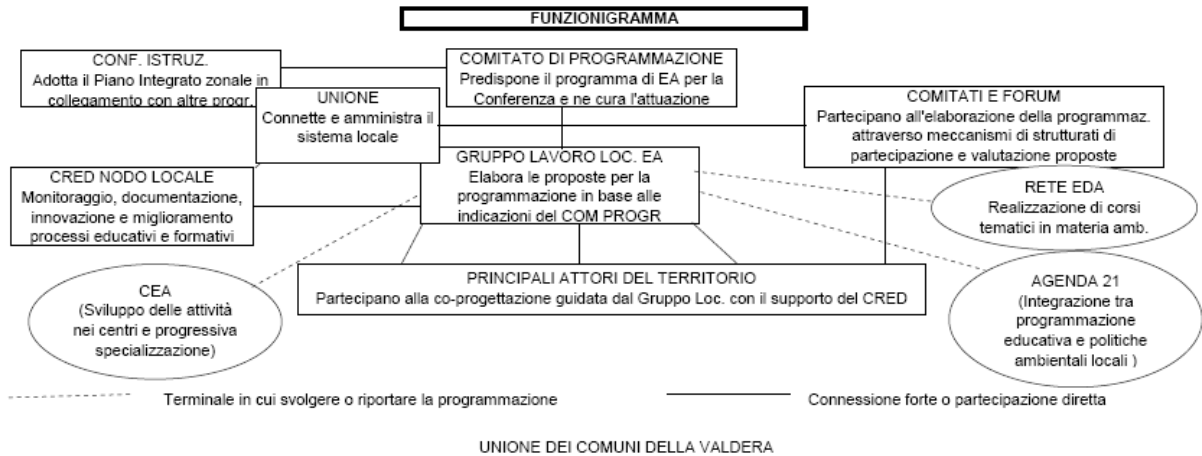 FUNZIONIGRAMMA
CONF. ISTRUZ.
Adotta il Piano Integrato zonale in
collegamento con altre progr.
COMITATO DI PROGRAMMAZIONE
Predispone il programma di EA per la
Conferenza e ne cura l'attuazione
UNIONE
Connette e amministra il
sistema locale
COMITATI E FORUM
Partecipano all'elaborazione della programmaz.
attraverso meccanismi di strutturati di
partecipazione e valutazione proposte
GRUPPO LAVORO LOC. EA
Elabora le proposte per la
programmazione in base alle
indicazioni del COM PROGR
CRED NODO LOCALE
Monitoraggio, documentazione,
innovazione e miglioramento
processi educativi e formativi
RETE EDA
Realizzazione di corsi
tematici in materia amb.
PRINCIPALI ATTORI DEL TERRITORIO
Partecipano alla co-progettazione guidata dal Gruppo Loc. con il supporto del CRED
CEA
(Sviluppo delle attività
nei centri e progressiva
specializzazione)
AGENDA 21
(Integrazione tra
programmazione
educativa e politiche
ambientali locali )
Terminale in cui svolgere o riportare la programmazione
Connessione forte o partecipazione diretta
UNIONE DEI COMUNI DELLA VALDERA